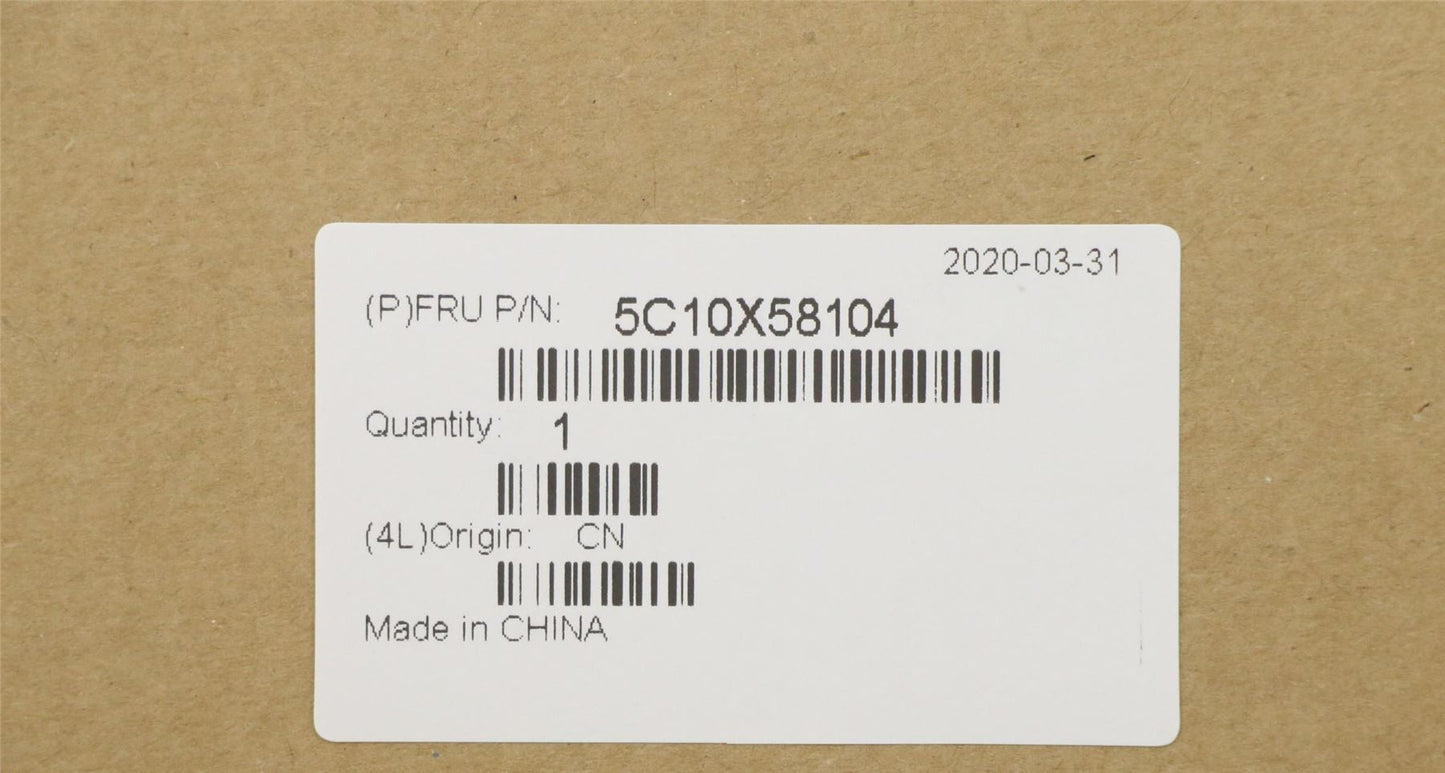 2020-03-31
(P)FRU P/N: 5C10X58104
Quantity: 1
(4L)Origin: CN
Made in CHINA